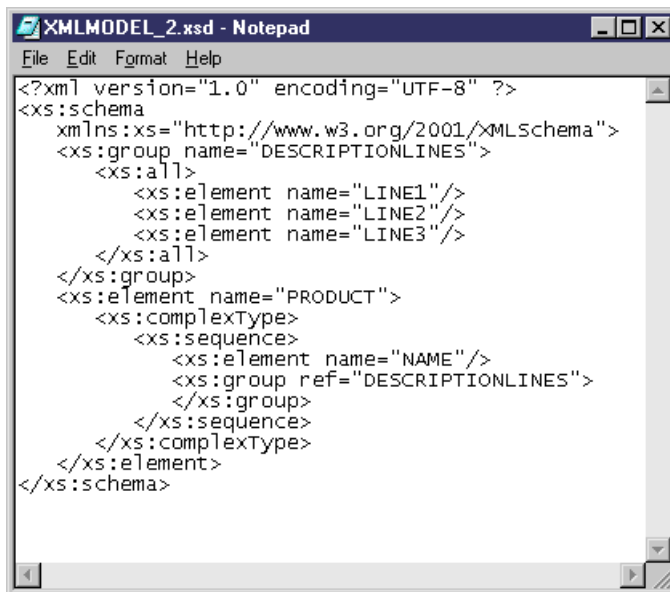 XMLMODEL_2.xsd - Notepad
File Edit Format Help
<?xml version="1.0" encoding="UTF-8" ?>
<xs:schema
   xmlns:xs="http://www.w3.org/2001/XMLSchema">
   <xs:group name="DESCRIPTIONLINES">
      <xs:all>
         <xs:element name="LINE1"/>
         <xs:element name="LINE2"/>
         <xs:element name="LINE3"/>
      </xs:all>
   </xs:group>
   <xs:element name="PRODUCT">
      <xs:complexType>
         <xs:sequence>
            <xs:element name="NAME"/>
            <xs:group ref="DESCRIPTIONLINES">
            </xs:group>
         </xs:sequence>
      </xs:complexType>
   </xs:element>
</xs:schema>